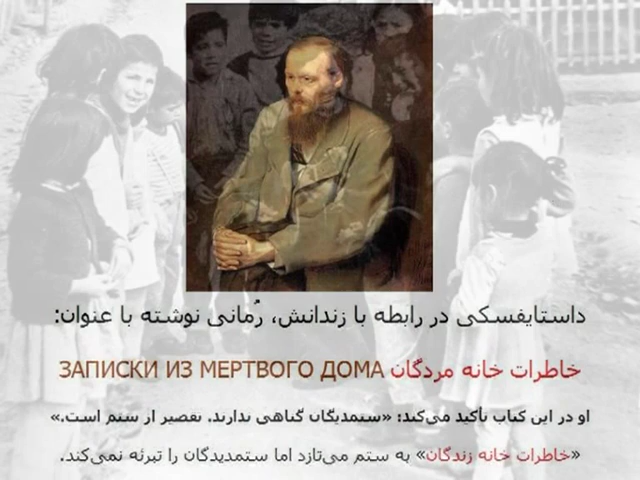 داستایفسکی در رابطه با زندانش، رُمانی نوشته با عنوان:
خاطرات خانه مردگان ЗАПИСКИ ИЗ МЕРТВОГО ДОМА
او در این کتاب تأکید می‌کند: «ستمدیگان گناهی ندارند. تقصیر از ستم است.»
«خاطرات خانه زندگان» به ستم می‌تازد اما ستمدیدگان را تبرئه نمی‌کند.